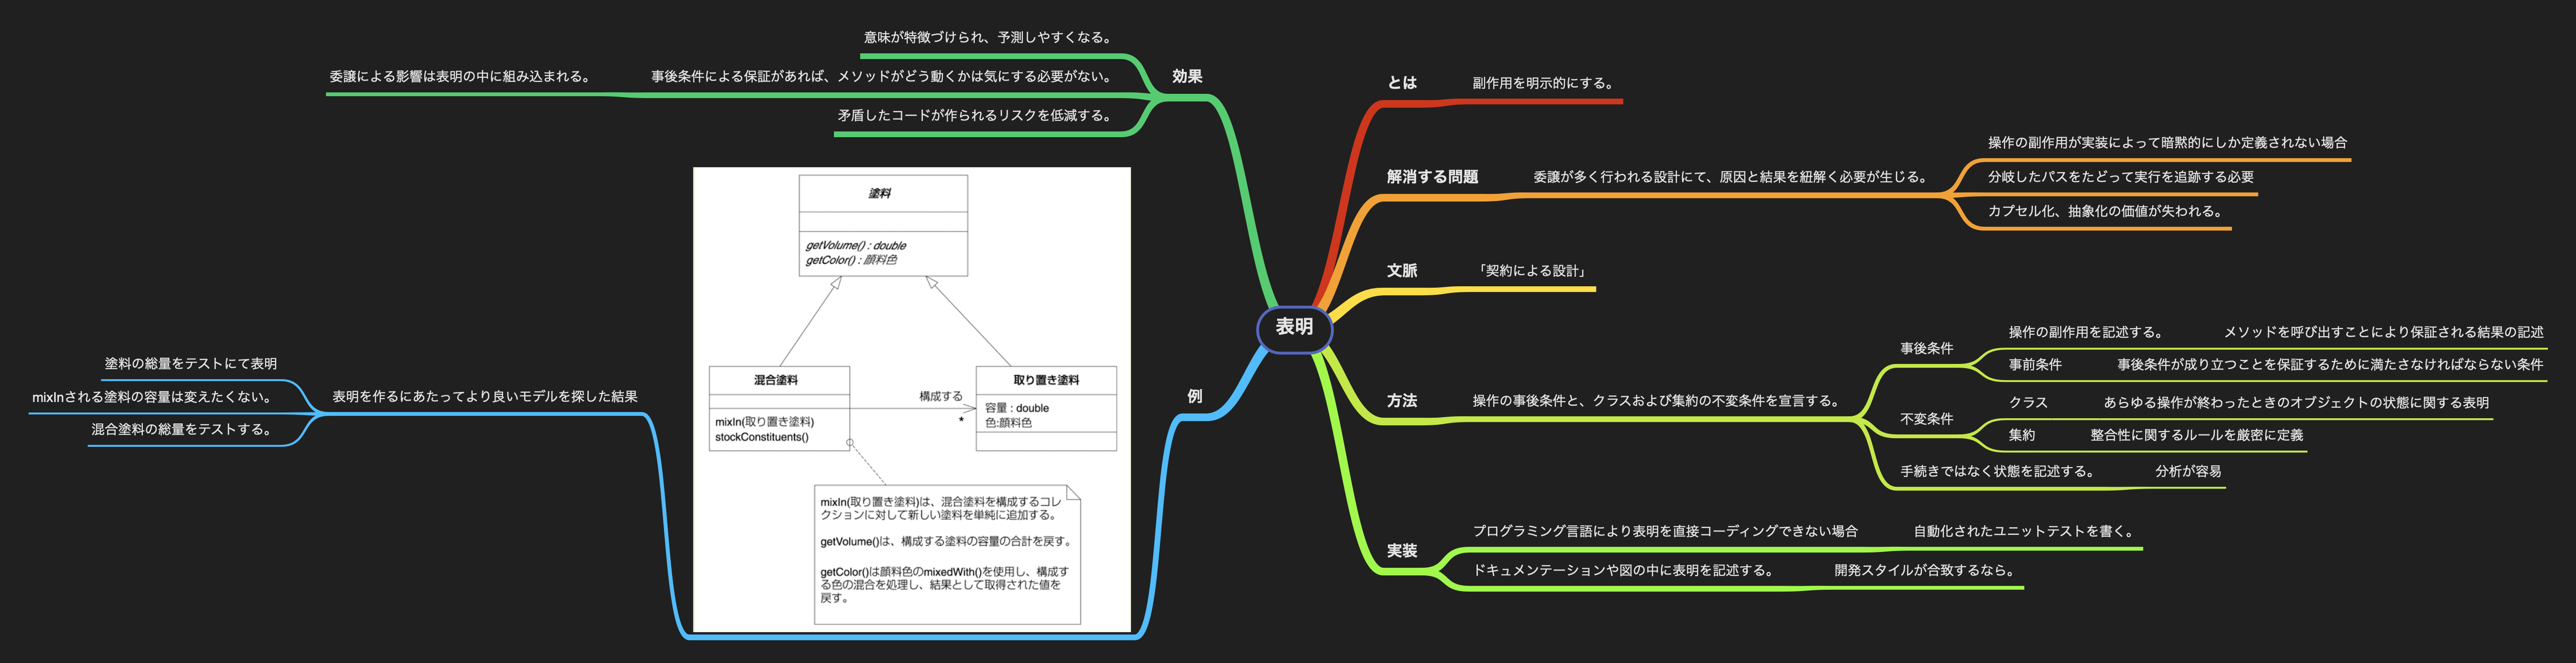 表明
とは
副作用を明示的にする。
解消する問題
委譲が多く行われる設計にて、原因と結果を紐解く必要が生じる。
操作の副作用が実装によって暗黙的にしか定義されない場合
分岐したパスをたどって実行を追跡する必要
カプセル化、抽象化の価値が失われる。
文脈
「契約による設計」
方法
操作の事後条件と、クラスおよび集約の不変条件を宣言する。
事後条件
操作の副作用を記述する。
メソッドを呼び出すことにより保証される結果の記述
事前条件
事後条件が成り立つことを保証するために満たさなければならない条件
不変条件
クラス
あらゆる操作が終わったときのオブジェクトの状態に関する表明
集約
整合性に関するルールを厳密に定義
手続きではなく状態を記述する。
分析が容易
実装
プログラミング言語により表明を直接コーディングできない場合
自動化されたユニットテストを書く。
ドキュメンテーションや図の中に表明を記述する。
開発スタイルが合致するなら。
効果
意味が特徴づけられ、予測しやすくなる。
事後条件による保証があれば、メソッドがどう動くかは気にする必要がない。
委譲による影響は表明の中に組み込まれる。
矛盾したコードが作られるリスクを低減する。
例
塗料
getVolume() : double
getColor() : 顔料色
混合塗料
mixIn(取り置き塗料)
stockConstituents()
構成する
*
取り置き塗料
容量 : double
色:顔料色
mixIn(取り置き塗料)は、混合塗料を構成するコレ
クションに対して新しい塗料を単純に追加する。
getVolume()は、構成する塗料の容量の合計を戻す。
getColor()は顔料色のmixedWith()を使用し、構成す
る色の混合を処理し、結果として取得された値を
戻す。
表明を作るにあたってより良いモデルを探した結果
塗料の総量をテストにて表明
mixInされる塗料の容量は変えたくない。
混合塗料の総量をテストする。